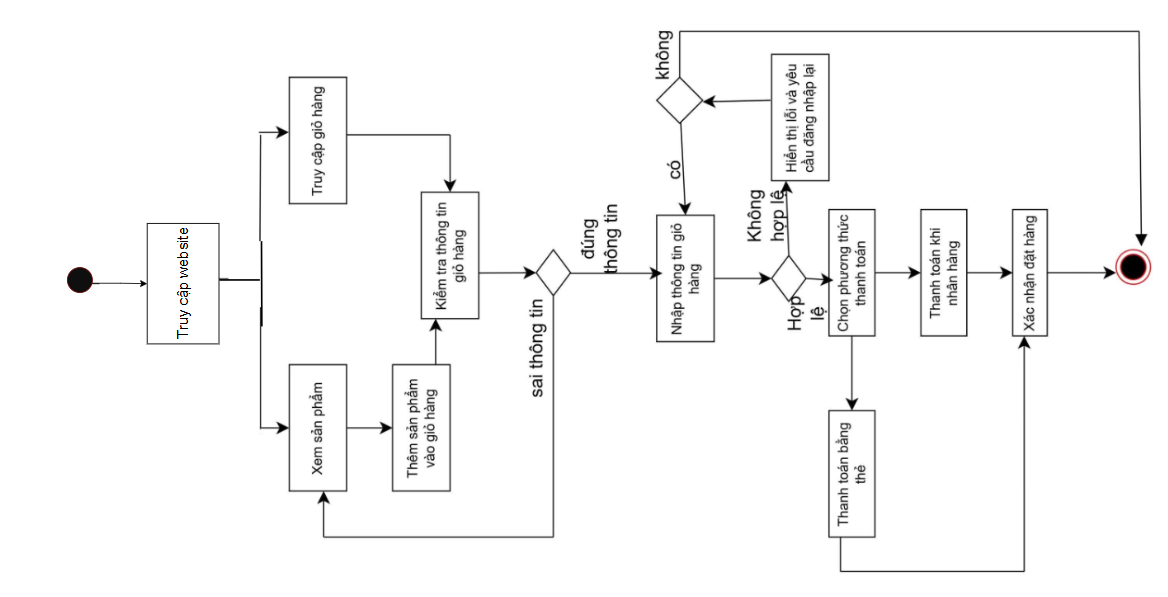 Truy cập website
Truy cập giỏ hàng
Xem sản phẩm
Thêm sản phẩm
vào giỏ hàng
Kiểm tra thông tin
giỏ hàng
sai thông tin
đúng
thông tin
Nhập thông tin giỏ
hàng
có
không
Hiển thị lỗi và yêu
cầu đăng nhập lại
Không
hợp lệ
Hợp
lệ
Chọn phương thức
thanh toán
Thanh toán bằng
thẻ
Thanh toán khi
nhân hàng
Xác nhận đặt hàng